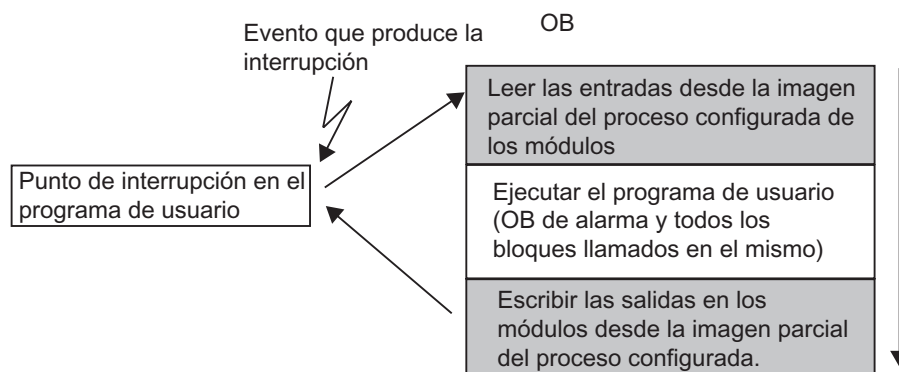 OB
Evento que produce la
interrupción
Leer las entradas desde la imagen
parcial del proceso configurada de
los módulos
Punto de interrupción en el
programa de usuario
Ejecutar el programa de usuario
(OB de alarma y todos los
bloques llamados en el mismo)
Escribir las salidas en los
módulos desde la imagen parcial
del proceso configurada.